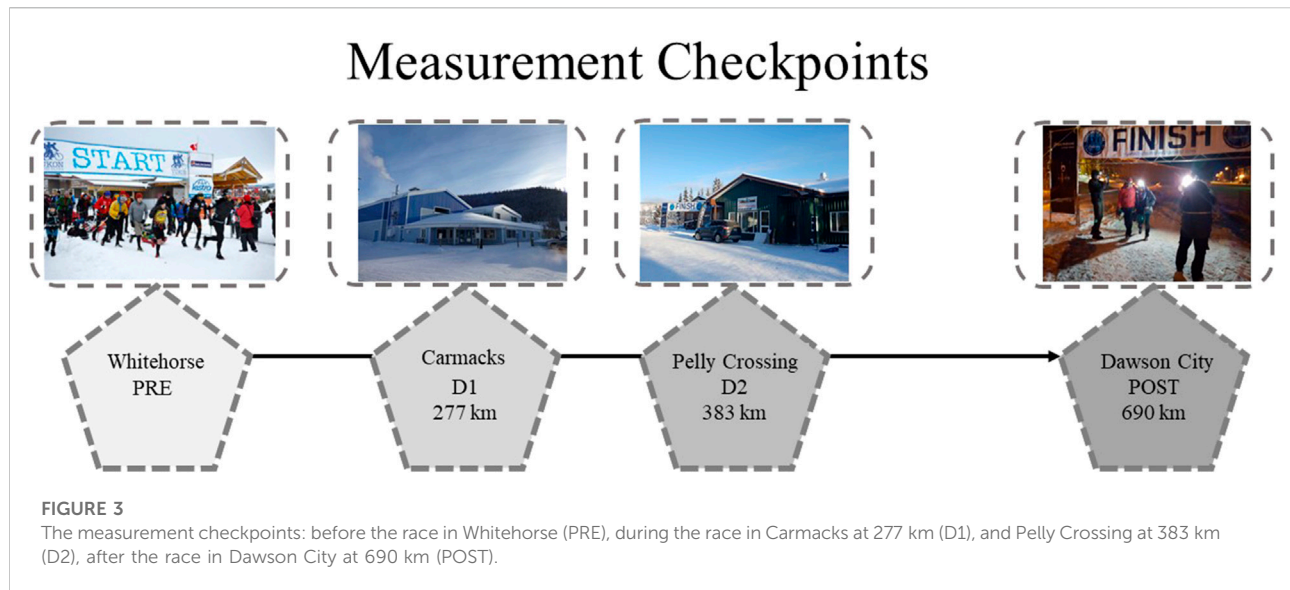 Measurement Checkpoints
START
FINISH
FINISH
Whitehorse
PRE
Carmacks
D1
277 km
Pelly Crossing
D2
383 km
Dawson City
POST
690 km
FIGURE 3
The measurement checkpoints: before the race in Whitehorse (PRE), during the race in Carmacks at 277 km (D1), and Pelly Crossing at 383 km
(D2), after the race in Dawson City at 690 km (POST).